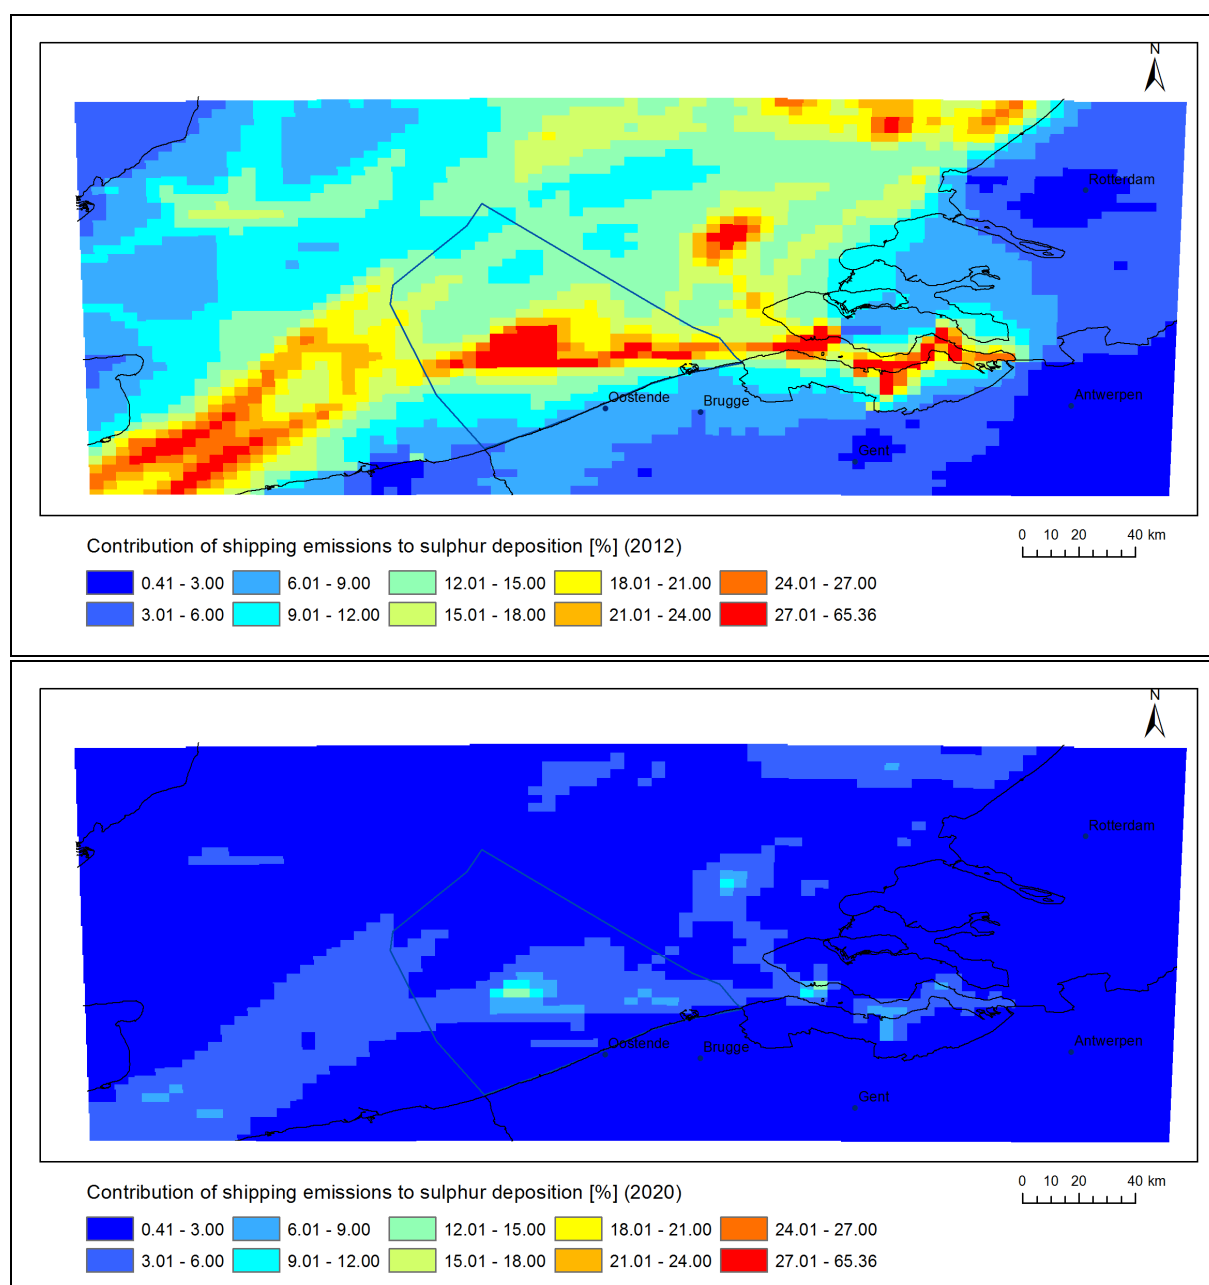 N
Rotterdam
Oostende
Brugge
Antwerpen
Gent
Contribution of shipping emissions to sulphur deposition [%] (2012)
0 10 20 40 km
0.41 - 3.00 6.01 - 9.00 12.01 - 15.00 18.01 - 21.00 24.01 - 27.00
3.01 - 6.00 9.01 - 12.00 15.01 - 18.00 21.01 - 24.00 27.01 - 65.36
N
Rotterdam
Oostende
Brugge
Antwerpen
Gent
Contribution of shipping emissions to sulphur deposition [%] (2020)
0 10 20 40 km
0.41 - 3.00 6.01 - 9.00 12.01 - 15.00 18.01 - 21.00 24.01 - 27.00
3.01 - 6.00 9.01 - 12.00 15.01 - 18.00 21.01 - 24.00 27.01 - 65.36